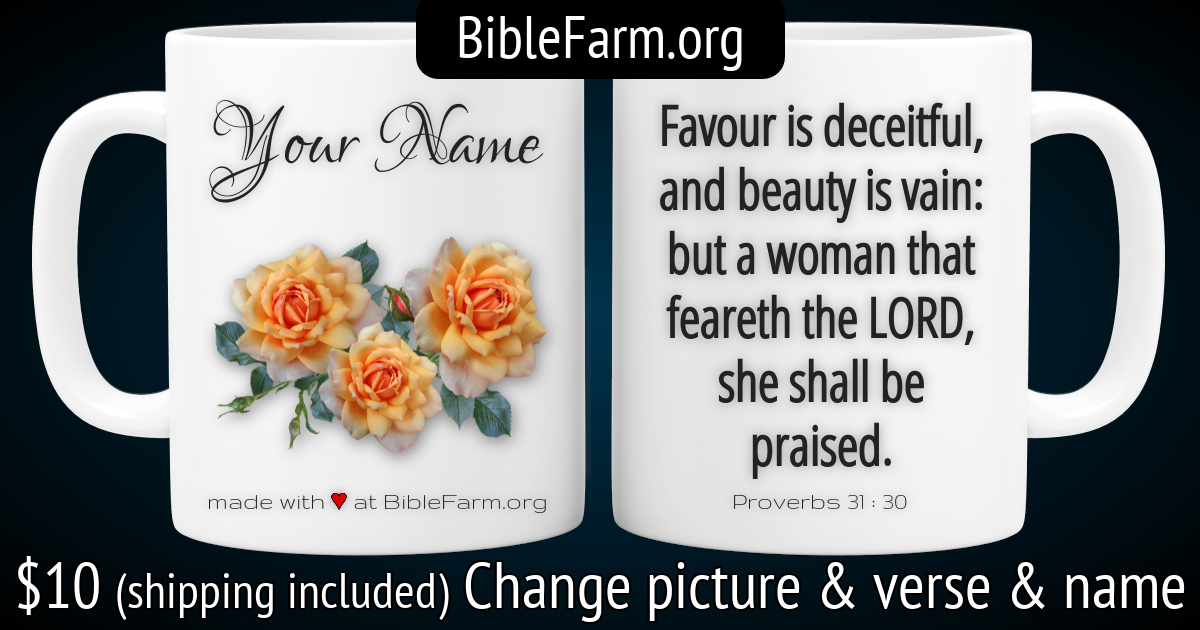 BibleFarm.org
Your Name
made with ♥ at BibleFarm.org
Favour is deceitful,
and beauty is vain:
but a woman that
feareth the LORD,
she shall be
praised.
Proverbs 31 : 30
$10 (shipping included) Change picture & verse & name